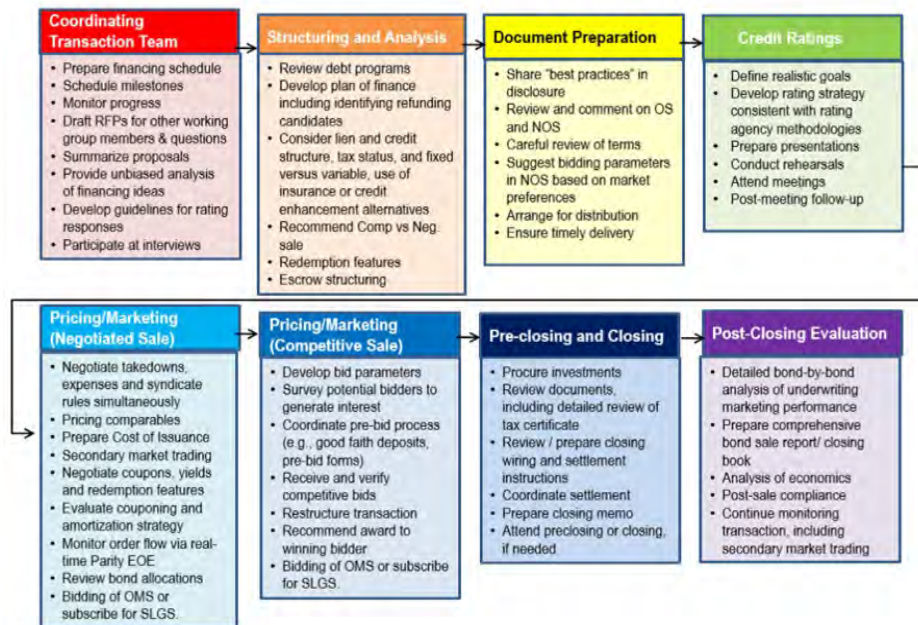 Coordinating
Transaction Team
• Prepare financing schedule
• Schedule milestones
• Monitor progress
• Draft RFPs for other working
group members & questions
• Summarize proposals
• Provide unbiased analysis
of financing ideas
• Develop guidelines for rating
responses
• Participate at interviews
Structuring and Analysis
• Review debt programs
• Develop plan of finance
including identifying refunding
candidates
• Consider lien and credit
structure, tax status, and fixed
versus variable, use of
insurance or credit
enhancement alternatives
• Recommend Comp vs Neg.
sale
• Redemption features
• Escrow structuring
Document Preparation
• Share "best practices" in
disclosure
• Review and comment on OS
and NOS
• Careful review of terms
• Suggest bidding parameters
in NOS based on market
preferences
• Arrange for distribution
• Ensure timely delivery
Credit Ratings
• Define realistic goals
• Develop rating strategy
consistent with rating
agency methodologies
• Prepare presentations
• Conduct rehearsals
• Attend meetings
• Post-meeting follow-up
Pricing/Marketing
(Negotiated Sale)
• Negotiate takedowns,
expenses and syndicate
rules simultaneously
• Pricing comparables
• Prepare Cost of Issuance
• Secondary market trading
• Negotiate coupons, yields
and redemption features
• Evaluate couponing and
amortization strategy
• Monitor order flow via real-
time Parity EOE
• Review bond allocations
• Bidding of OMS or
subscribe for SLGS.
Pricing/Marketing
(Competitive Sale)
• Develop bid parameters
• Survey potential bidders to
generate interest
• Coordinate pre-bid process
(e.g., good faith deposits,
pre-bid forms)
• Receive and verify
competitive bids
• Restructure transaction
• Recommend award to
winning bidder
• Bidding of OMS or subscribe
for SLGS.
Pre-closing and Closing
• Procure investments
• Review documents,
including detailed review of
tax certificate
• Review / prepare closing
wiring and settlement
instructions
• Coordinate settlement
• Prepare closing memo
• Attend preclosing or closing,
if needed
Post-Closing Evaluation
• Detailed bond-by-bond
analysis of underwriting
marketing performance
• Prepare comprehensive
bond sale report/ closing
book
• Analysis of economics
• Post-sale compliance
• Continue monitoring
transaction, including
secondary market trading